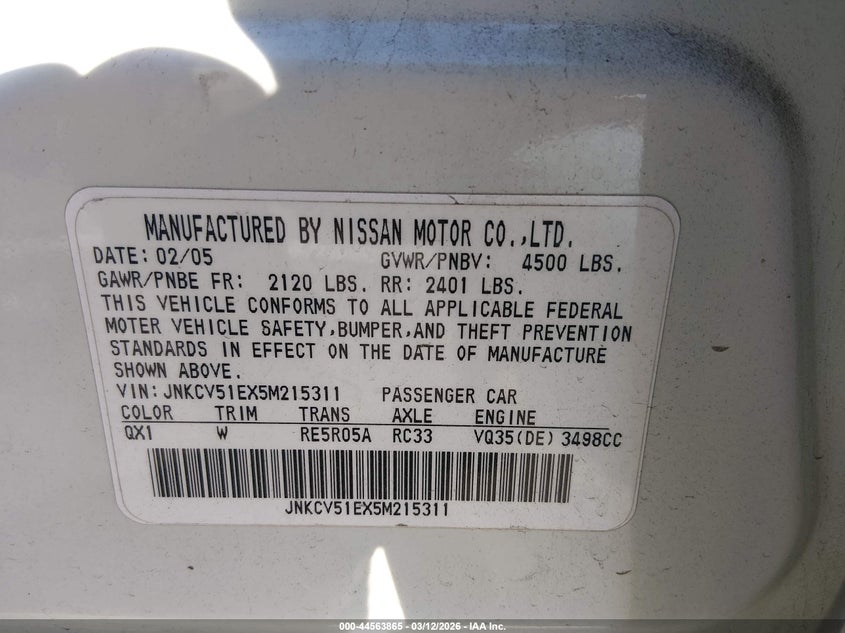 MANUFACTURED BY NISSAN MOTOR CO.,LTD.
DATE: 02/05 GVWR/PNBV: 4500 LBS.
GAWR/PNBE FR: 2120 LBS. RR: 2401 LBS.
THIS VEHICLE CONFORMS TO ALL APPLICABLE FEDERAL
MOTER VEHICLE SAFETY,BUMPER,AND THEFT PREVENTION
STANDARDS IN EFFECT ON THE DATE OF MANUFACTURE
SHOWN ABOVE.
VIN: JNKCV51EX5M215311 PASSENGER CAR
COLOR TRIM TRANS AXLE ENGINE
QX1 W RE5R05A RC33 VQ35(DE) 3498CC
JNKCV51EX5M215311
000-44563865 - 03/12/2026 - IAA Inc.